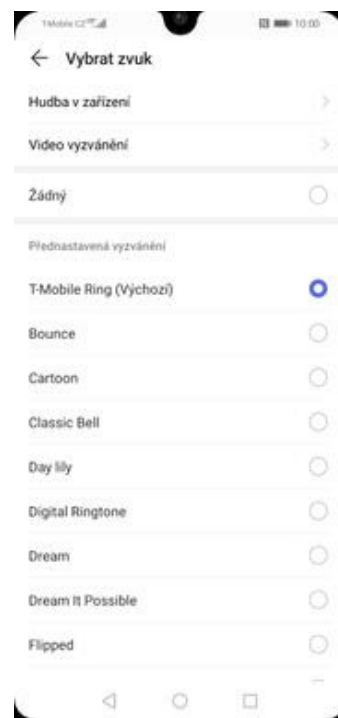 T-Mobile CZ 10:00
Vybrat zvuk
Hudba v zařízení
Video vyzvánění
Žádný
Přednastavená vyzvánění
T-Mobile Ring (Výchozí)
Bounce
Cartoon
Classic Bell
Day lily
Digital Ringtone
Dream
Dream It Possible
Flipped